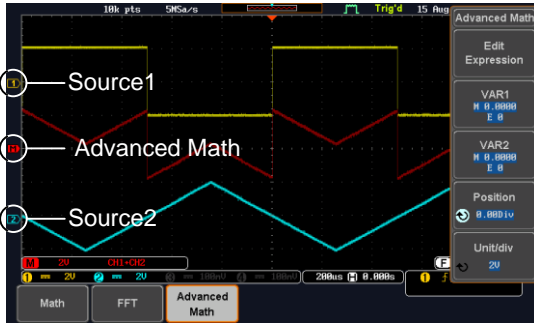 10k pts 5MSa/s Trig'd 15 Aug
Advanced Math
Edit
Expression
1 Source1
VAR1
M 0.0000
E 0
M Advanced Math
VAR2
M 0.0000
E 0
Position
0.00Div
2 Source2
Unit/div
2V
M 2V CH1+CH2
F
1 2V 2 2V 3 100mV 4 100mV 200us H 0.000s 1
Math
FFT
Advanced
Math